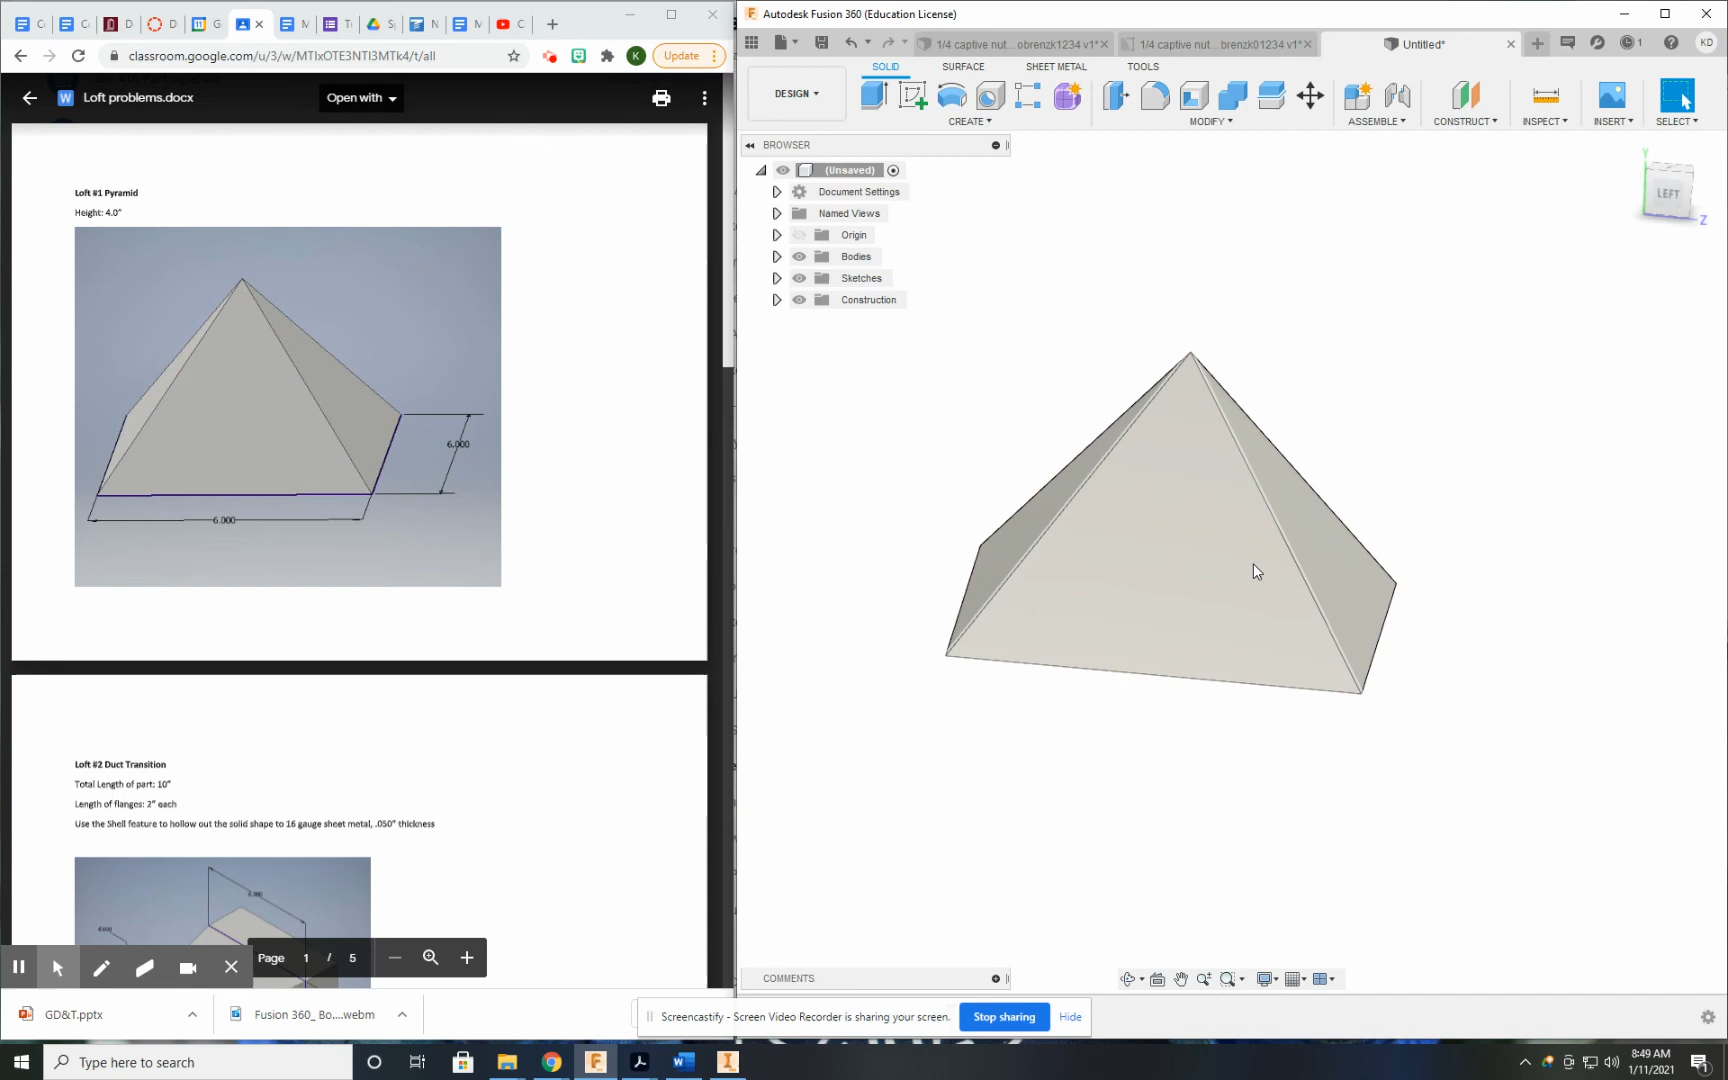 Autodesk Fusion 360 (Education License)
classroom.google.com/u/3/w/MTIxOTE3NTI3MTk4/t/all
K
Update
1/4 captive nut... obrenzk1234 v1*
1/4 captive nut... brenzk01234 v1*
Untitled*
1
KD
SOLID
SURFACE
SHEET METAL
TOOLS
Loft problems.docx
Open with
DESIGN
CREATE
MODIFY
ASSEMBLE
CONSTRUCT
INSPECT
INSERT
SELECT
BROWSER
(Unsaved)
Document Settings
Named Views
Origin
Bodies
Sketches
Construction
Y
LEFT
Z
Loft #1 Pyramid
Height: 4.0”
6.000
6.000
Loft #2 Duct Transition
Total Length of part: 10”
Length of flanges: 2” each
Use the Shell feature to hollow out the solid shape to 16 gauge sheet metal, .050” thickness
Page 1 / 5
COMMENTS
GD&T.pptx
Fusion 360_ Bo....webm
Screencastify - Screen Video Recorder is sharing your screen.
Stop sharing
Hide
Type here to search
8:49 AM
1/11/2021
1